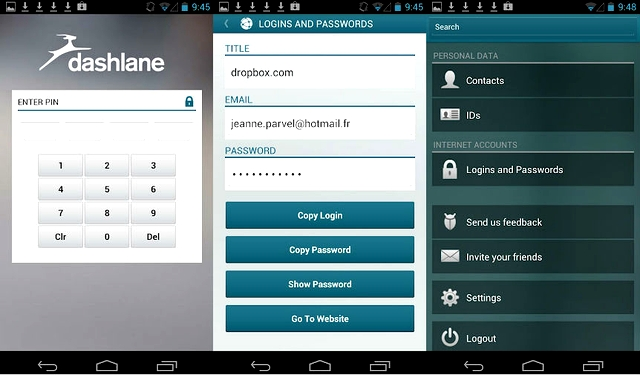 9:45
dashlane
ENTER PIN
1 2 3
4 5 6
7 8 9
Clr 0 Del
9:45
LOGINS AND PASSWORDS
TITLE
dropbox.com
EMAIL
jeanne.parvel@hotmail.fr
PASSWORD
•••••••••••
Copy Login
Copy Password
Show Password
Go To Website
9:48
Search
PERSONAL DATA
Contacts
IDs
INTERNET ACCOUNTS
Logins and Passwords
Send us feedback
Invite your friends
Settings
Logout